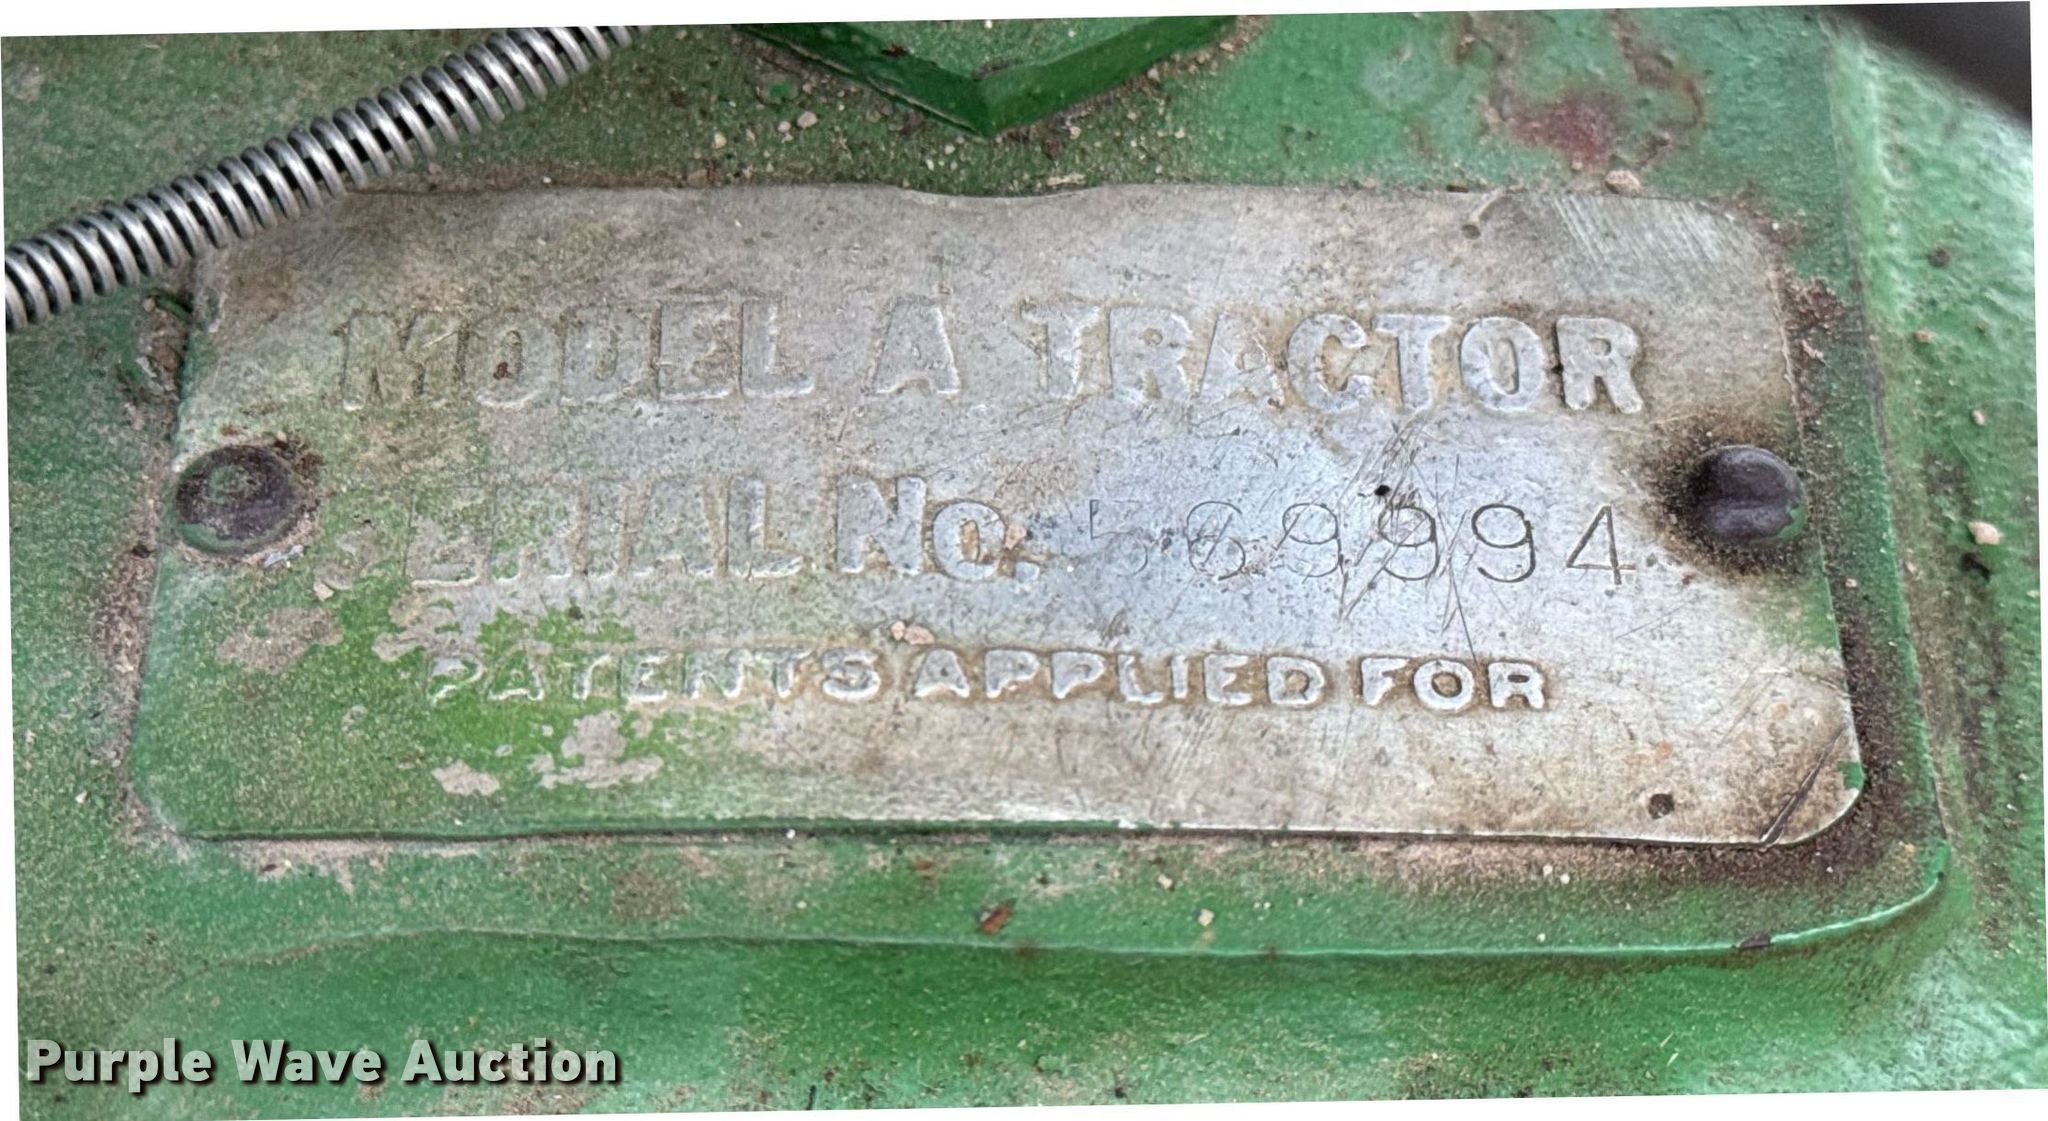 MODEL A TRACTOR
SERIAL No. 569994
PATENTS APPLIED FOR
Purple Wave Auction